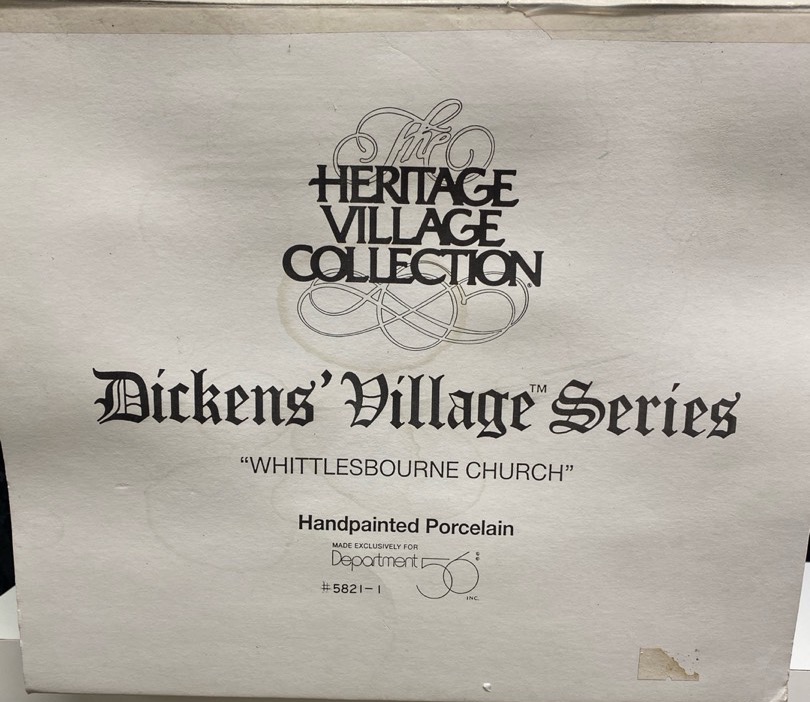 The
HERITAGE
VILLAGE
COLLECTION®
Dickens' Village™ Series
“WHITTLESBOURNE CHURCH”
Handpainted Porcelain
MADE EXCLUSIVELY FOR
Department 56®
INC.
#5821-1